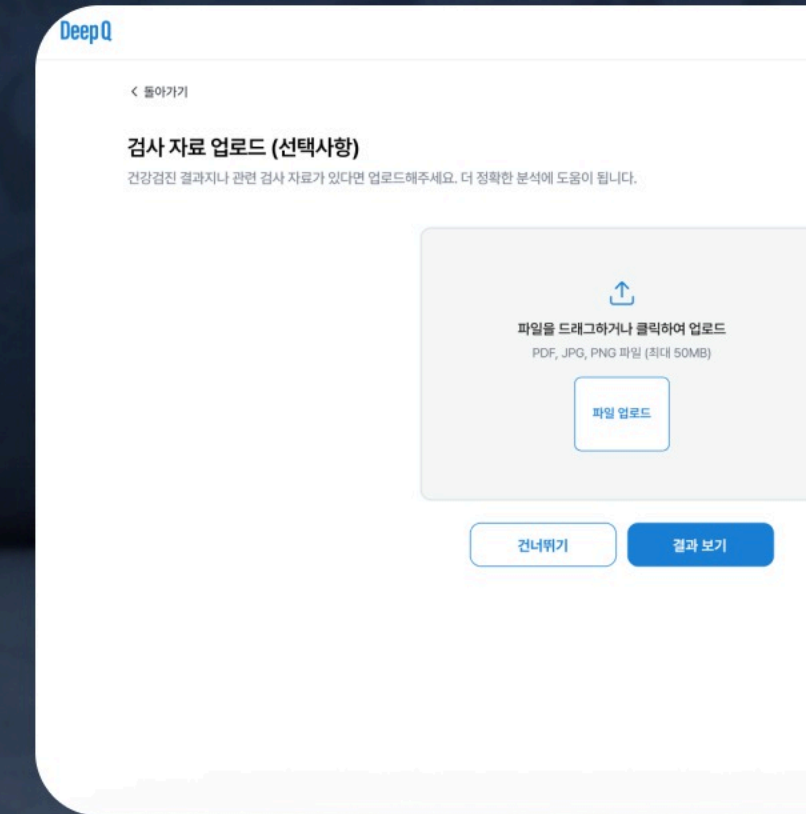 DeepQ
< 돌아가기
검사 자료 업로드 (선택사항)
건강검진 결과지나 관련 검사 자료가 있다면 업로드해주세요. 더 정확한 분석에 도움이 됩니다.
파일을 드래그하거나 클릭하여 업로드
PDF, JPG, PNG 파일 (최대 50MB)
파일 업로드
건너뛰기
결과 보기